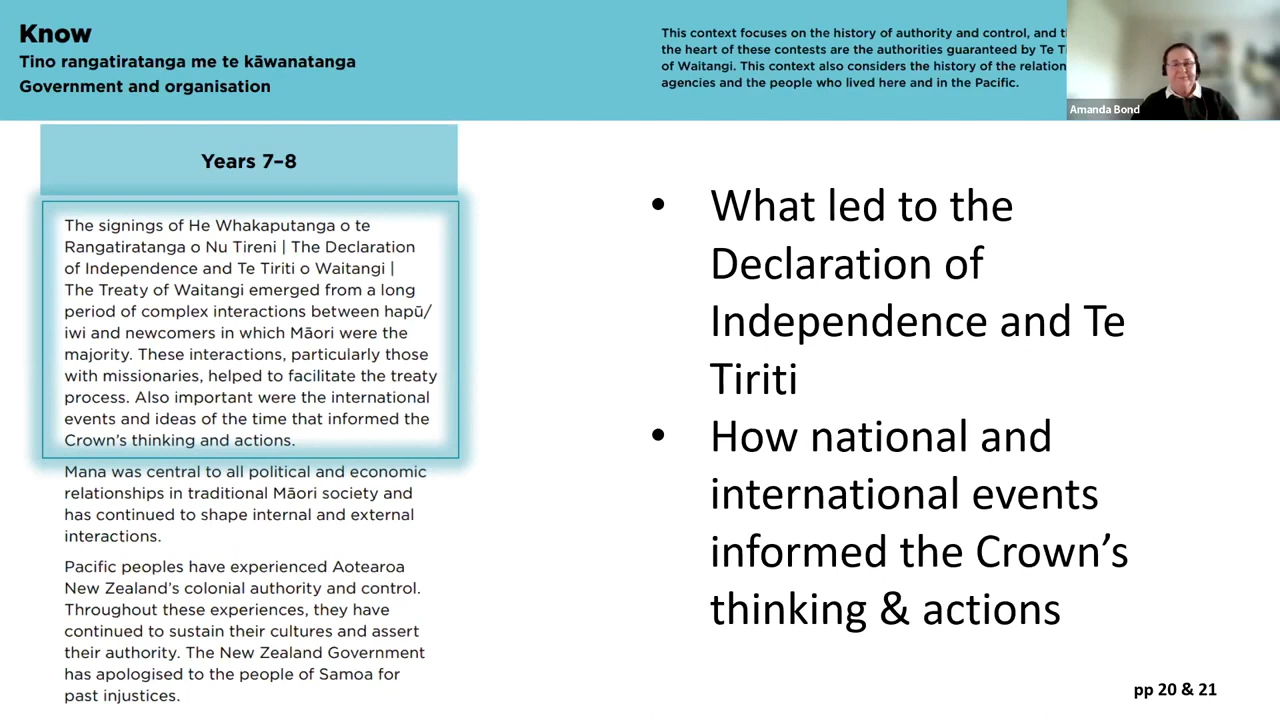 Know
Tino rangatiratanga me te kāwanatanga
Government and organisation
This context focuses on the history of authority and control, and
the heart of these contests are the authorities guaranteed by Te
of Waitangi. This context also considers the history of the
agencies and the people who lived here and in the Pacific.
Amanda Bond
Years 7–8
The signings of He Whakaputanga o te
Rangatiratanga o Nu Tireni | The Declaration
of Independence and Te Tiriti o Waitangi |
The Treaty of Waitangi emerged from a long
period of complex interactions between hapū/
iwi and newcomers in which Māori were the
majority. These interactions, particularly those
with missionaries, helped to facilitate the treaty
process. Also important were the international
events and ideas of the time that informed the
Crown's thinking and actions.
Mana was central to all political and economic
relationships in traditional Māori society and
has continued to shape internal and external
interactions.
Pacific peoples have experienced Aotearoa
New Zealand's colonial authority and control.
Throughout these experiences, they have
continued to sustain their cultures and assert
their authority. The New Zealand Government
has apologised to the people of Samoa for
past injustices.
• What led to the
Declaration of
Independence and Te
Tiriti
• How national and
international events
informed the Crown's
thinking & actions
pp 20 & 21